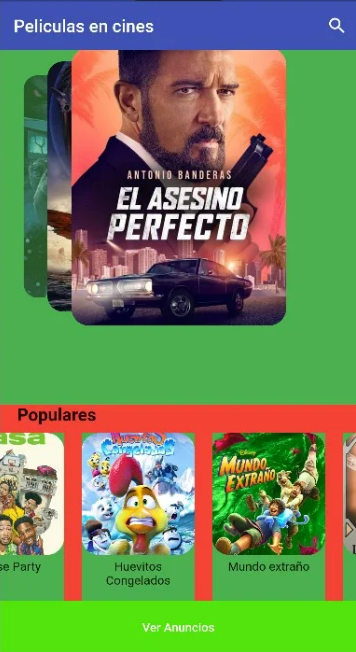 Peliculas en cines
ANTONIO BANDERAS
EL ASESINO
PERFECTO
Populares
asa
Huevitos
Congelados
Disney
MUNDO
EXTRAÑO
se Party
Huevitos
Congelados
Mundo extraño
Ver Anuncios